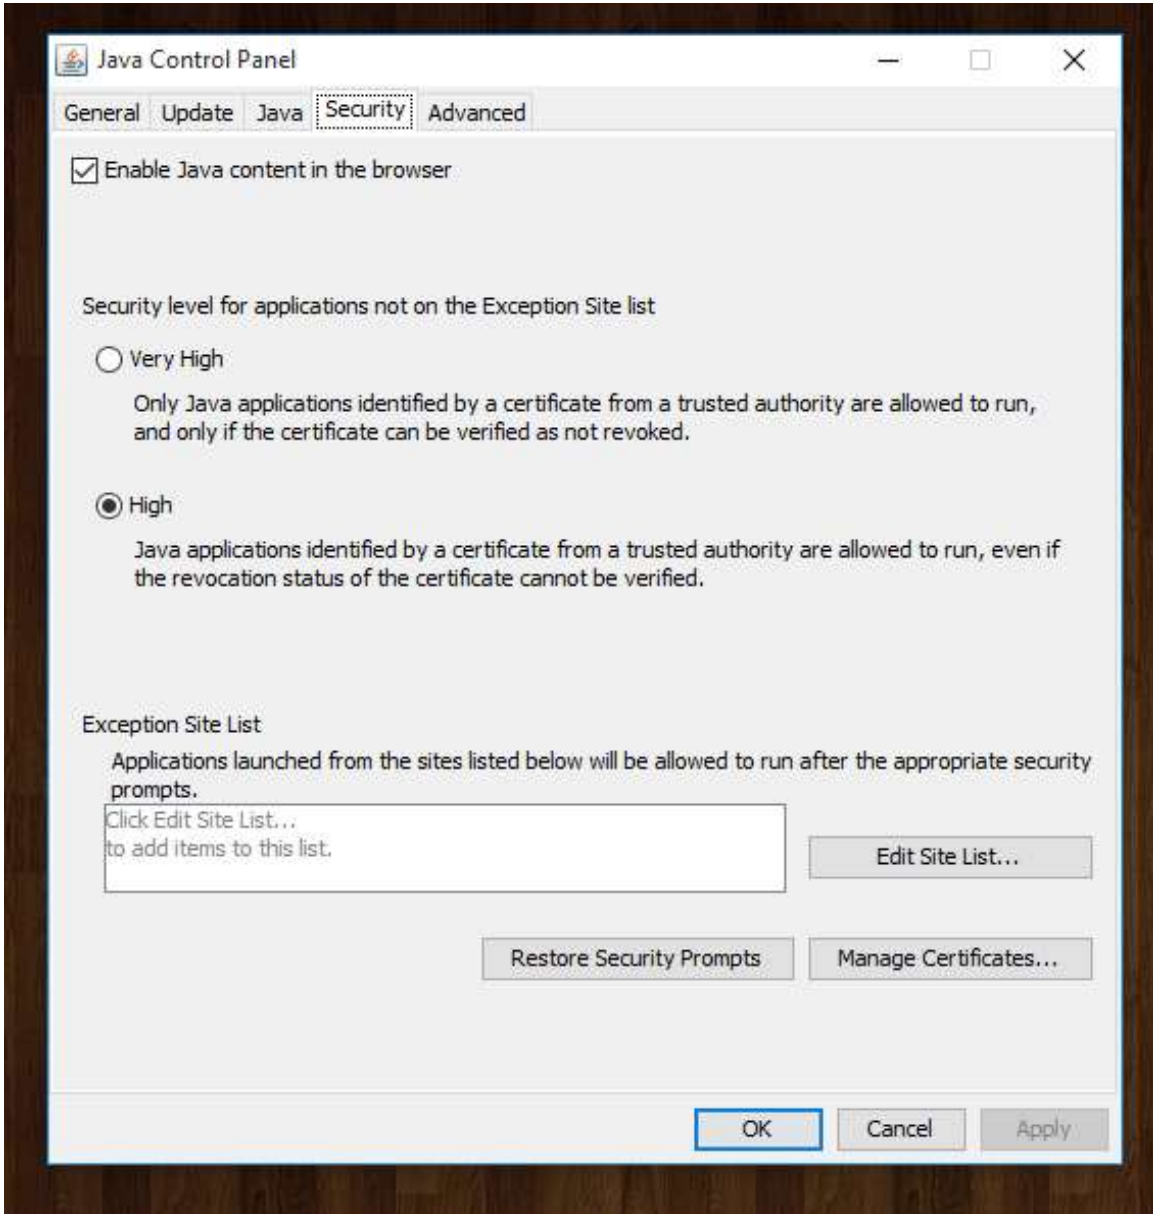 Java Control Panel
General Update Java Security Advanced
Enable Java content in the browser
Security level for applications not on the Exception Site list
Very High
Only Java applications identified by a certificate from a trusted authority are allowed to run,
and only if the certificate can be verified as not revoked.
High
Java applications identified by a certificate from a trusted authority are allowed to run, even if
the revocation status of the certificate cannot be verified.
Exception Site List
Applications launched from the sites listed below will be allowed to run after the appropriate security
prompts.
Click Edit Site List...
to add items to this list.
Edit Site List...
Restore Security Prompts Manage Certificates...
OK Cancel Apply